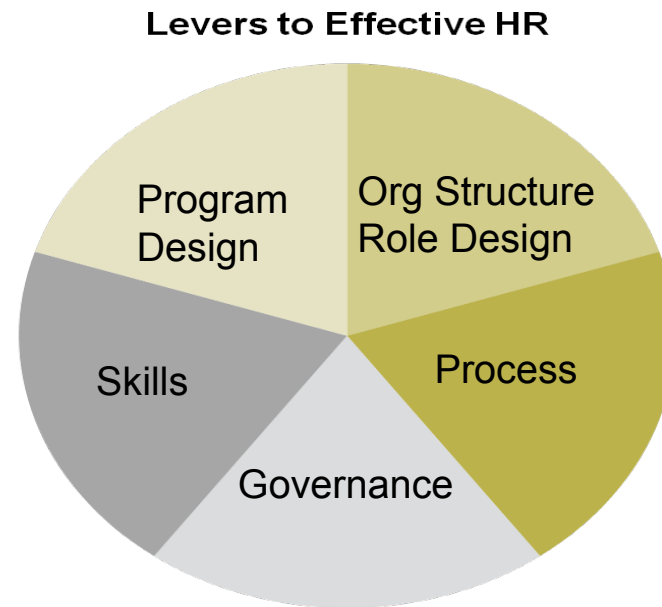 Levers to Effective HR
Program
Design
Org Structure
Role Design
Skills
Process
Governance